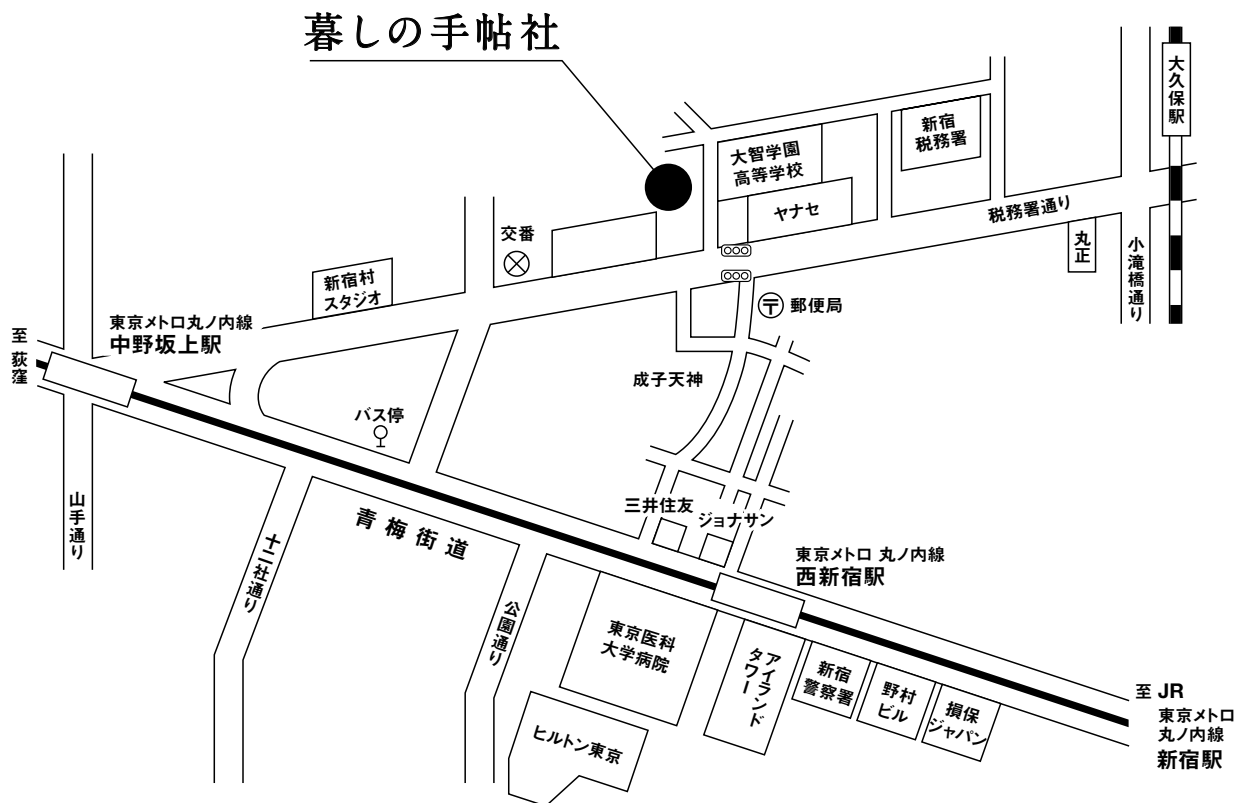 暮しの手帖社
大久保駅
新宿
税務署
大智学園
高等学校
ヤナセ
税務署通り
丸正
小滝橋通り
交番
新宿村
スタジオ
東京メトロ丸ノ内線
中野坂上駅
至 荻窪
郵便局
成子天神
バス停
山手通り
三井住友
ジョナサン
青梅街道
十二社通り
東京メトロ 丸ノ内線
西新宿駅
公園通り
東京医科
大学病院
アイランド
タワー
新宿
警察署
野村
ビル
損保
ジャパン
ヒルトン東京
至 JR
東京メトロ
丸ノ内線
新宿駅